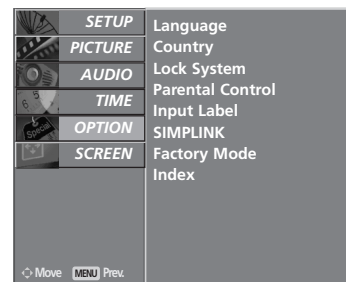 SETUP
PICTURE
AUDIO
TIME
OPTION
SCREEN
Language
Country
Lock System
Parental Control
Input Label
SIMPLINK
Factory Mode
Index
Move MENU Prev.
Special